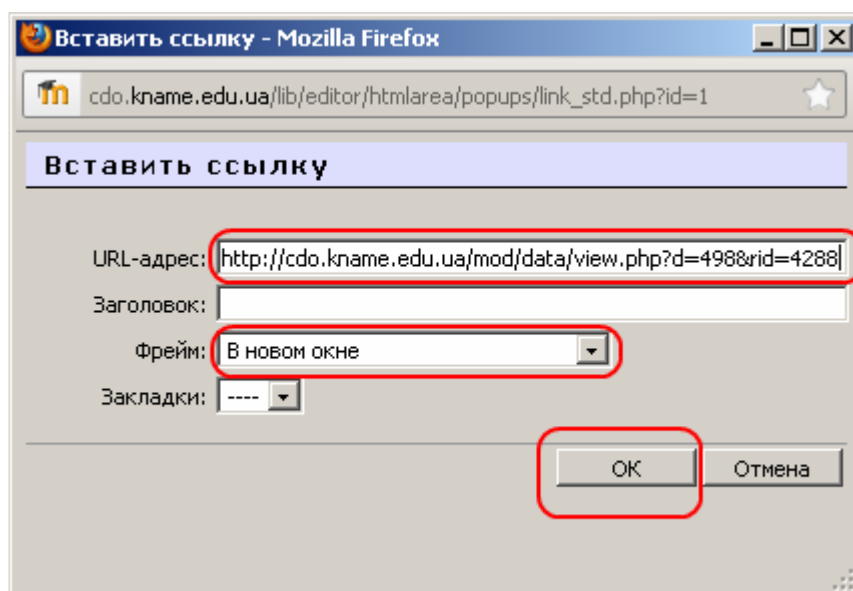 Вставить ссылку - Mozilla Firefox
cdo.kname.edu.ua/lib/editor/htmlarea/popups/link_std.php?id=1
Вставить ссылку
URL-адрес: http://cdo.kname.edu.ua/mod/data/view.php?d=498&rid=4288
Заголовок:
Фрейм: В новом окне
Закладки: ----
OK Отмена